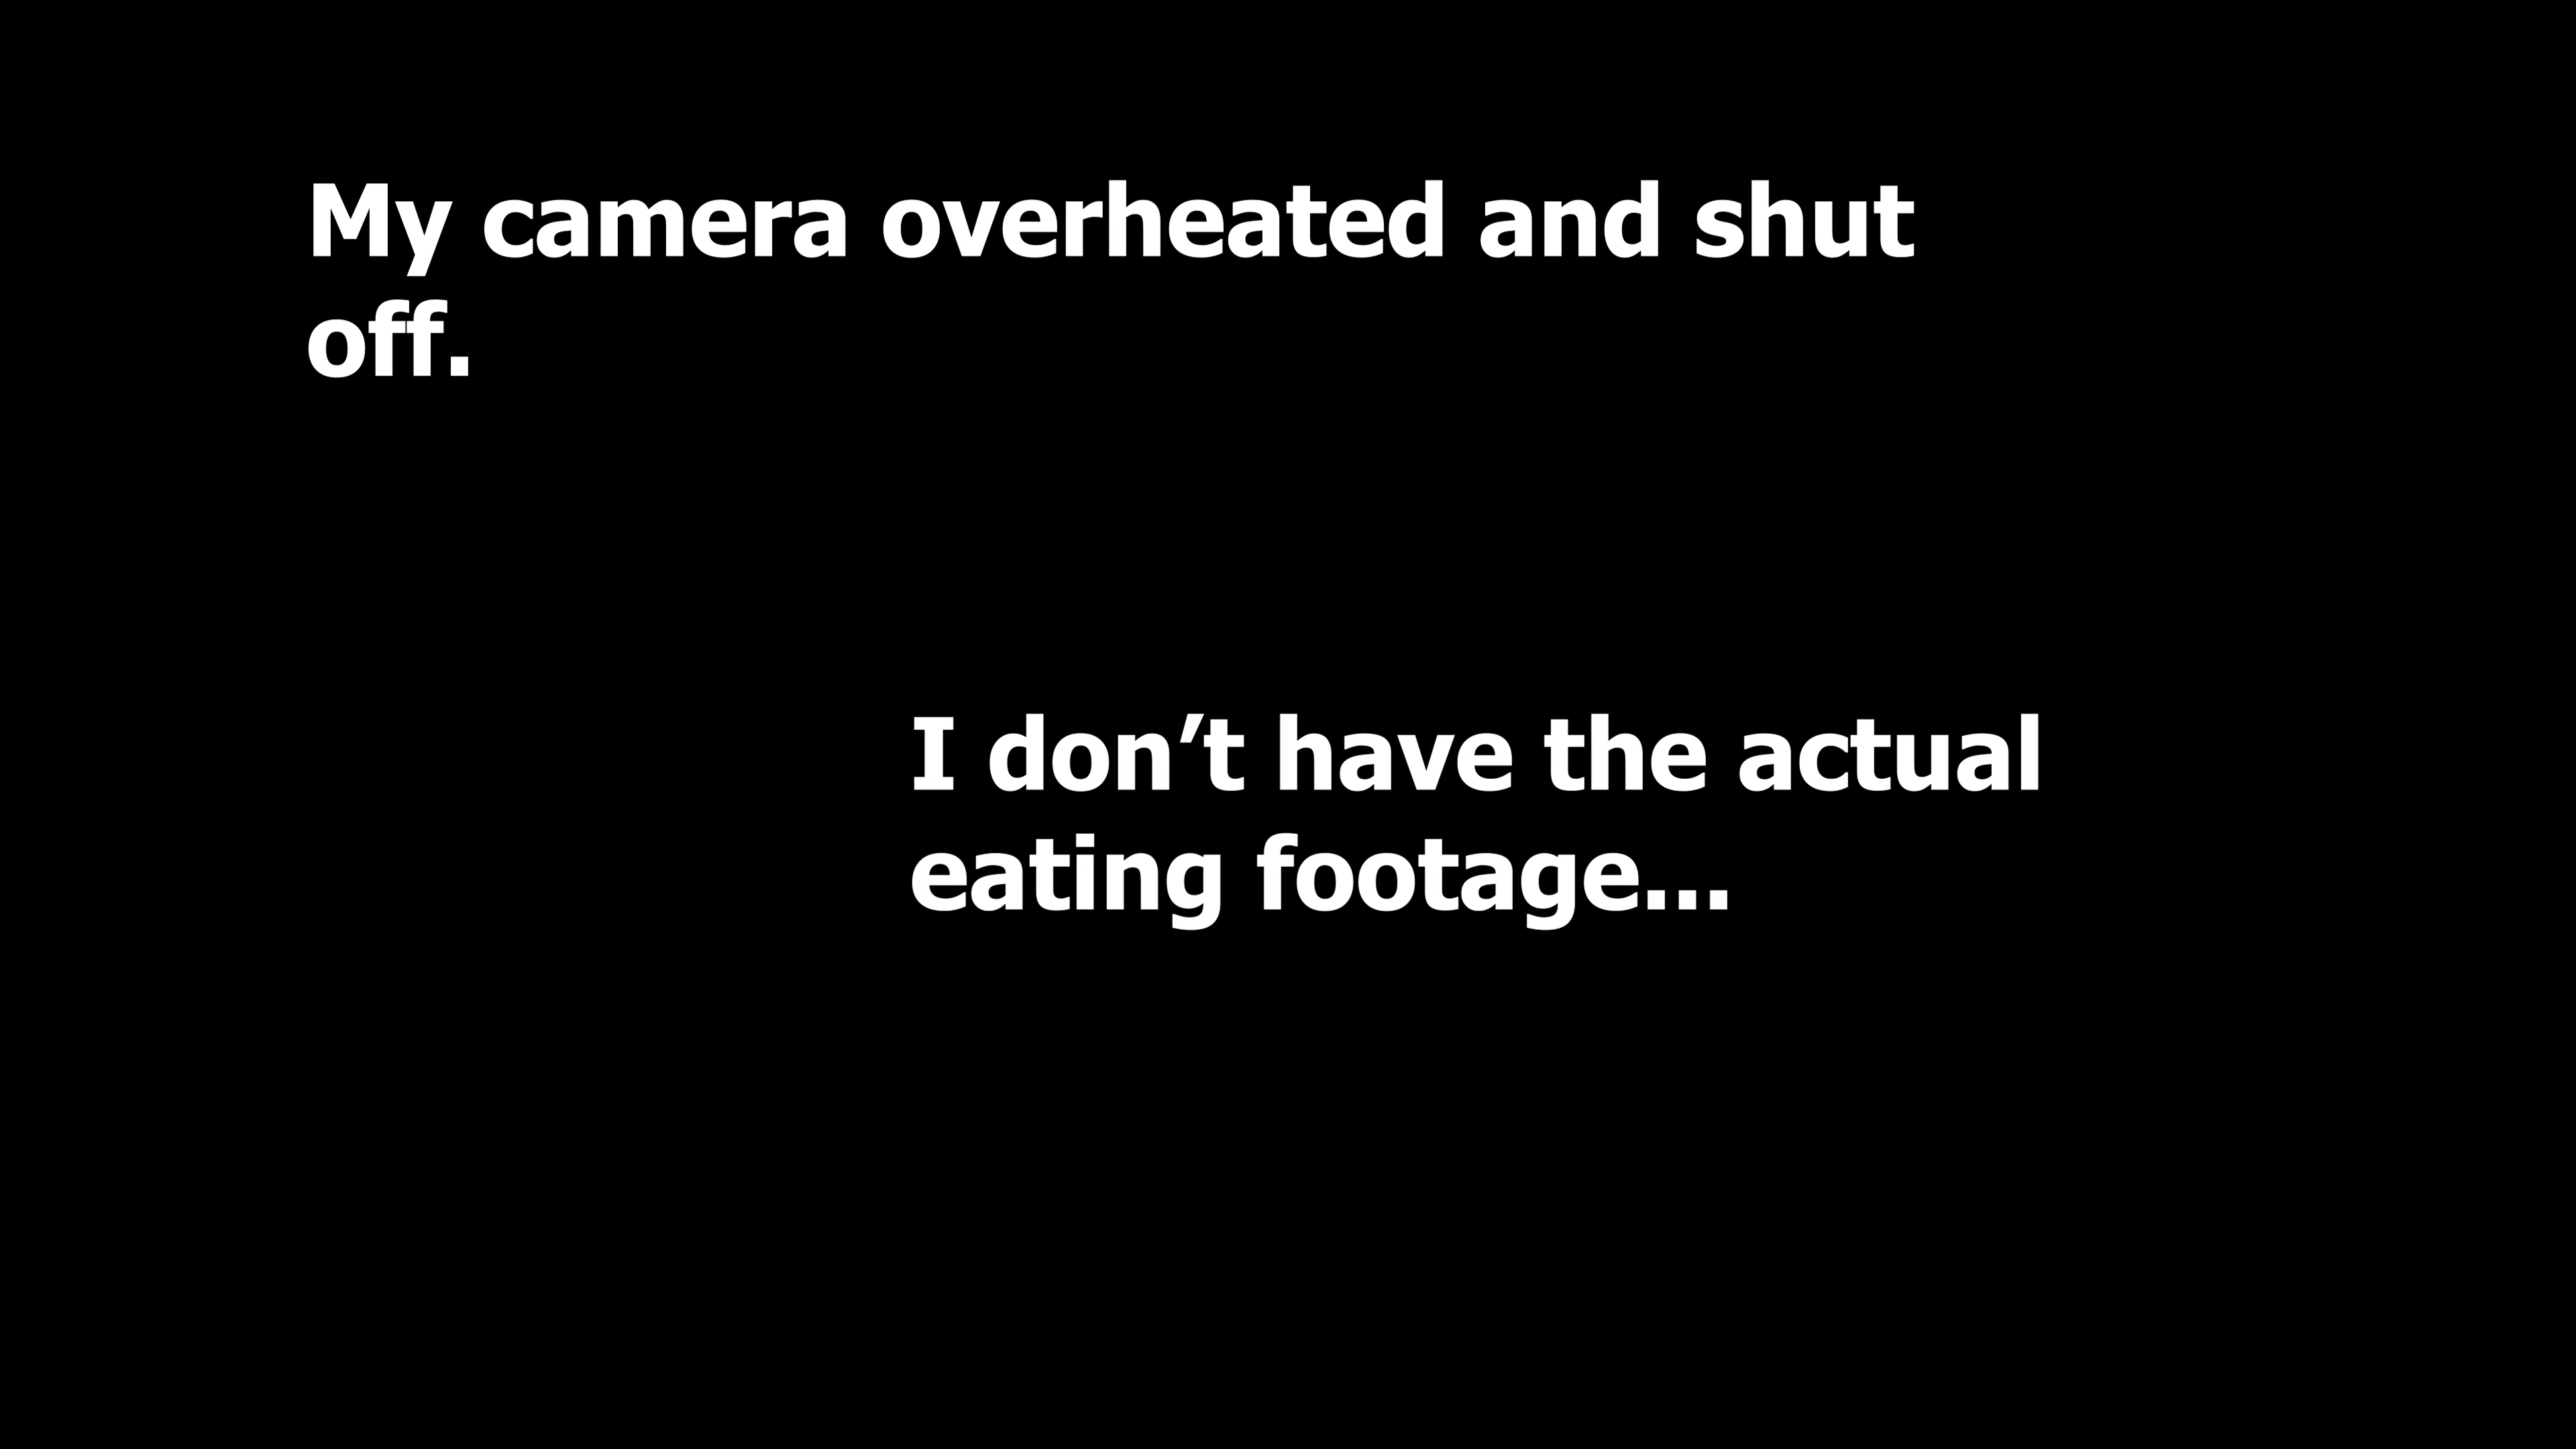 My camera overheated and shut
off.
I don’t have the actual
eating footage...